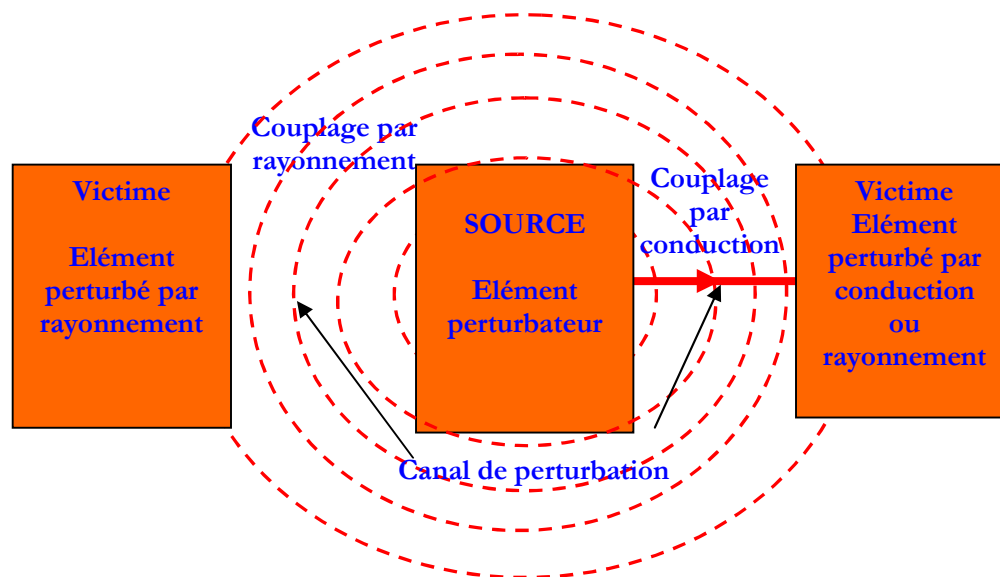 Couplage par
rayonnement
Victime
Elément
perturbé par
rayonnement
SOURCE
Elément
perturbateur
Couplage
par
conduction
Victime
Elément
perturbé par
conduction
ou
rayonnement
Canal de perturbation